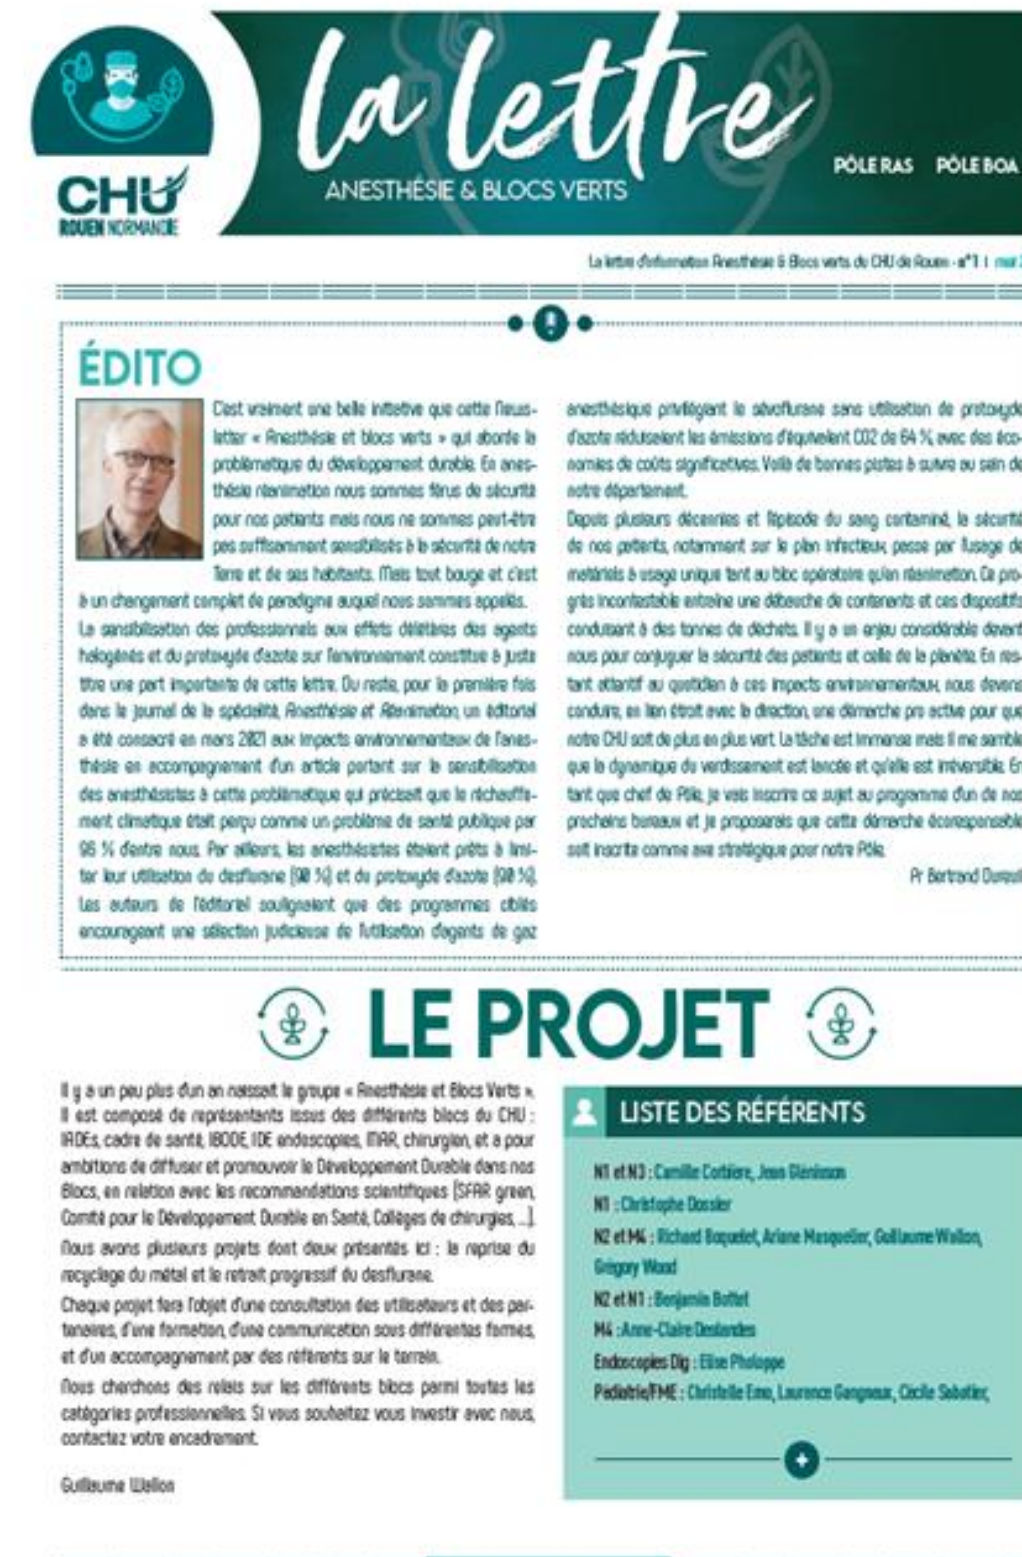 La lettre
ANESTHÉSIE & BLOCS VERTS
PÔLE RAS PÔLE BOA
CHU
ROUEN NORMANDIE
La lettre d'information Anesthésie & Blocs verts du CHU de Rouen - n°1 | mai
ÉDITO
C'est vraiment une belle initiative que cette News-
letter « Anesthésie et blocs verts » qui aborde la
problématique du développement durable. En anes-
thésie réanimation nous sommes férus de sécurité
pour nos patients mais nous ne sommes peut-être
pas suffisamment sensibilisés à la sécurité de notre
Terre et de ses habitants. Mais tout bouge et c'est
à un changement complet de paradigme auquel nous sommes appelés.
La sensibilisation des professionnels aux effets délétères des agents
halogénés et du protoxyde d'azote sur l'environnement constitue à juste
titre une part importante de cette lettre. Du reste, pour la première fois
dans le journal de la spécialité, Anesthésie et Réanimation, un éditorial
a été consacré en mars 2021 aux impacts environnementaux de l'anes-
thésie en accompagnement d'un article portant sur la sensibilisation
des anesthésistes à cette problématique qui précisait que le réchauffe-
ment climatique était perçu comme un problème de santé publique par
% d'entre nous. Par ailleurs, les anesthésistes étaient prêts à limi-
ter leur utilisation du desflurane (90 %) et du protoxyde d'azote
Les auteurs de l'éditorial soulignaient que des programmes ciblés
encourageant une sélection judicieuse de l'utilisation d'agents de gaz
anesthésique privilégiant le sévoflurane sans utilisation de protoxyde
d'azote réduisaient les émissions d'équivalent CO2 de 64 %, avec des éco-
nomies de coûts significatives. Voilà de bonnes pistes à suivre au sein de
notre département.
Depuis plusieurs décennies et l'épisode du sang contaminé, la sécurité
de nos patients, notamment sur le plan infectieux, passe par l'usage de
matériels à usage unique tant au bloc opératoire qu'en réanimation. Ce pro-
grès incontestable entraîne une débauche de contenants et ces dispositifs
conduisent à des tonnes de déchets. Il y a un enjeu considérable devant
nous pour conjuguer la sécurité des patients et celle de la planète. En res-
tant attentif au quotidien à ces impacts environnementaux, nous devons
conduire, en lien étroit avec la direction, une démarche pro active pour que
notre CHU soit de plus en plus vert. La tâche est immense mais il me semble
que la dynamique du verdissement est lancée et qu'elle est irréversible. En
tant que chef de Pôle, je vais inscrire ce sujet au programme d'un de nos
prochains bureaux et je proposerais que cette démarche écoresponsable
soit inscrite comme axe stratégique pour notre Pôle.
Pr Bertrand Dureuil
LE PROJET
Il y a un peu plus d'un an naissait le groupe « Anesthésie et Blocs Verts ».
Il est composé de représentants issus des différents blocs du CHU :
IADEs, cadre de santé, IBODE, IDE endoscopies, MAR, chirurgien, et a pour
ambitions de diffuser et promouvoir le Développement Durable dans nos
Blocs, en relation avec les recommandations scientifiques (SFAR green,
Comité pour le Développement Durable en Santé, Collèges de chirurgies, ...).
Nous avons plusieurs projets dont deux présentés ici : la reprise du
recyclage du métal et le retrait progressif du desflurane.
Chaque projet fera l'objet d'une consultation des utilisateurs et des par-
tenaires, d'une formation, d'une communication sous différentes formes,
et d'un accompagnement par des référents sur le terrain.
Nous cherchons des relais sur les différents blocs parmi toutes les
catégories professionnelles. Si vous souhaitez vous investir avec nous,
contactez votre encadrement.
Guillaume Wallon
LISTE DES RÉFÉRENTS
N1 et N3 : Camille Corbière, Jean
N1 : Christophe Dossier
N2 et M4 : Richard Boquelet, Ariane Masquelier, Guillaume Wallon,
Grégory Wood
N2 et N1 : Benjamin Bottet
M4 : Anne-Claire Deslandes
Endoscopies Dig : Elise Phaloppe
Pédiatrie/FME : Christelle Emo, Laurence Gangneux, Cécile Sabatier,